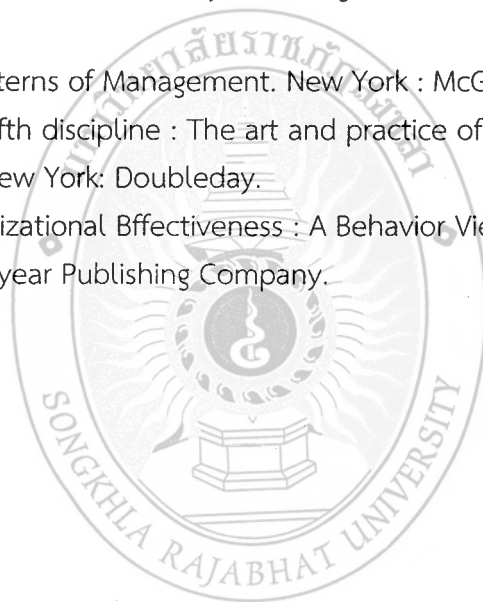 terns of Management. New York : McG
fth discipline : The art and practice of
ew York: Doubleday.
izational Bffectiveness : A Behavior Vie
year Publishing Company.
SONGKHLA RAJABHAT UNIVERSITY